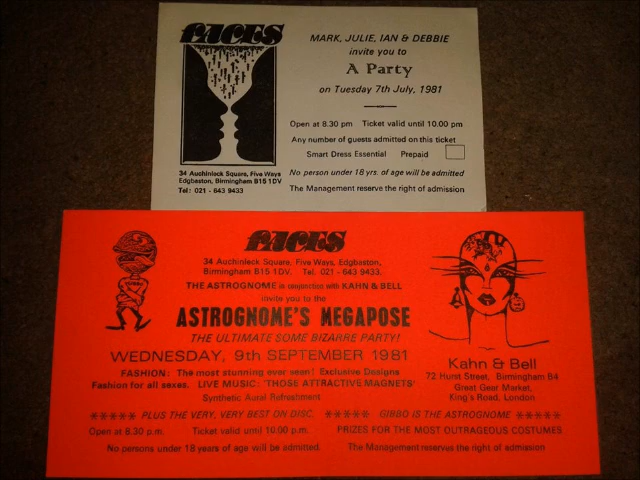 FACES
MARK, JULIE, IAN & DEBBIE
invite you to
A Party
on Tuesday 7th July, 1981
Open at 8.30 pm Ticket valid until 10.00 pm
Any number of guests admitted on this ticket
Smart Dress Essential Prepaid
No person under 18 yrs. of age will be admitted
The Management reserve the right of admission
34 Auchinleck Square, Five Ways
Edgbaston, Birmingham B15 1DV
Tel: 021 - 643 9433
FACES
34 Auchinleck Square, Five Ways, Edgbaston,
Birmingham B15 1DV. Tel. 021 - 643 9433.
THE ASTROGNOME in conjunction with KAHN & BELL
invite you to the
ASTROGNOME'S MEGAPOSE
THE ULTIMATE SOME BIZARRE PARTY!
WEDNESDAY, 9th SEPTEMBER 1981
FASHION: The most stunning ever seen! Exclusive Designs
Fashion for all sexes. LIVE MUSIC: 'THOSE ATTRACTIVE MAGNETS'
Synthetic Aural Refreshment
Kahn & Bell
72 Hurst Street, Birmingham B4
Great Gear Market,
King's Road, London
***** PLUS THE VERY, VERY BEST ON DISC, ***** GIBBO IS THE ASTROGNOME *****
Open at 8.30 p.m. Ticket valid until 10.00 p.m. PRIZES FOR THE MOST OUTRAGEOUS COSTUMES
No persons under 18 years of age will be admitted. The Management reserves the right of admission